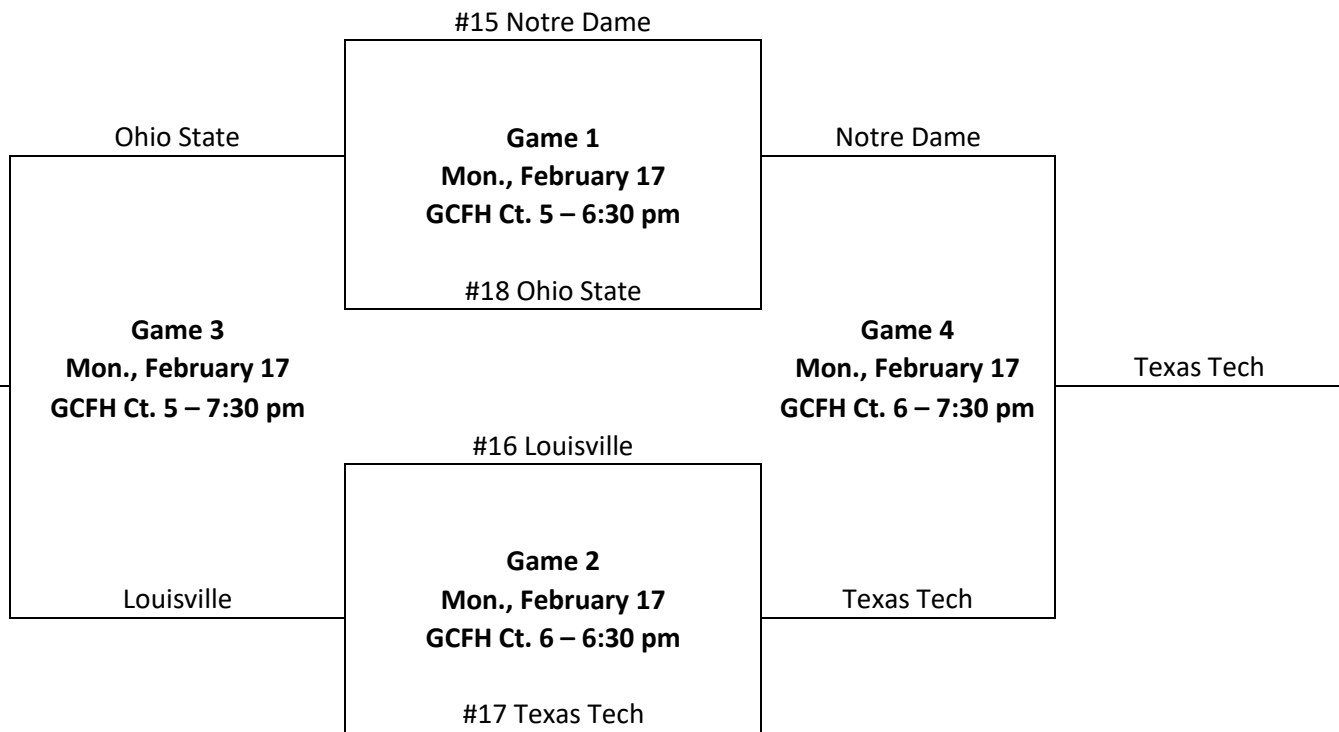 #15 Notre Dame
Ohio State
Game 1
Notre Dame
Mon., February 17
GCFH Ct. 5 – 6:30 pm
#18 Ohio State
Game 3
Mon., February 17
GCFH Ct. 5 – 7:30 pm
Game 4
Mon., February 17
GCFH Ct. 6 – 7:30 pm
Texas Tech
#16 Louisville
Game 2
Louisville
Mon., February 17
Texas Tech
GCFH Ct. 6 – 6:30 pm
#17 Texas Tech